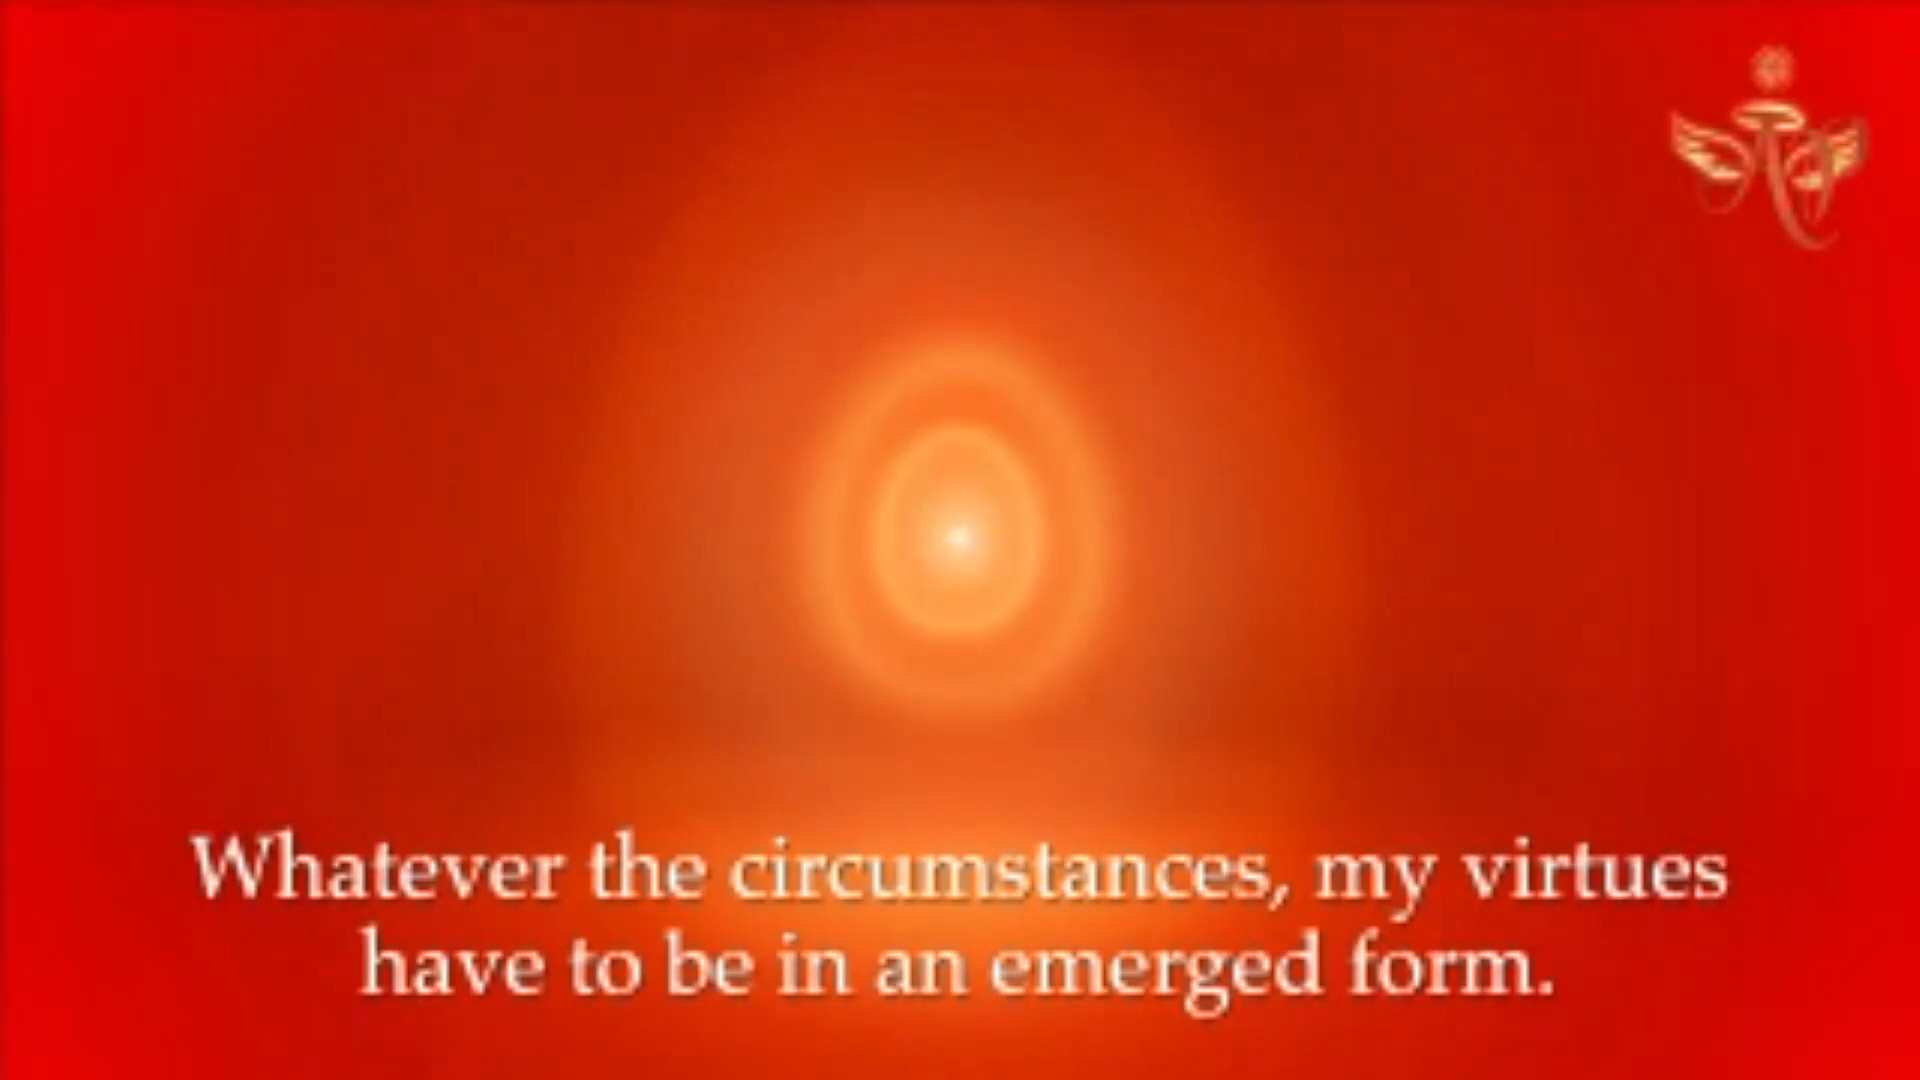 Whatever the circumstances, my virtues
have to be in an emerged form.